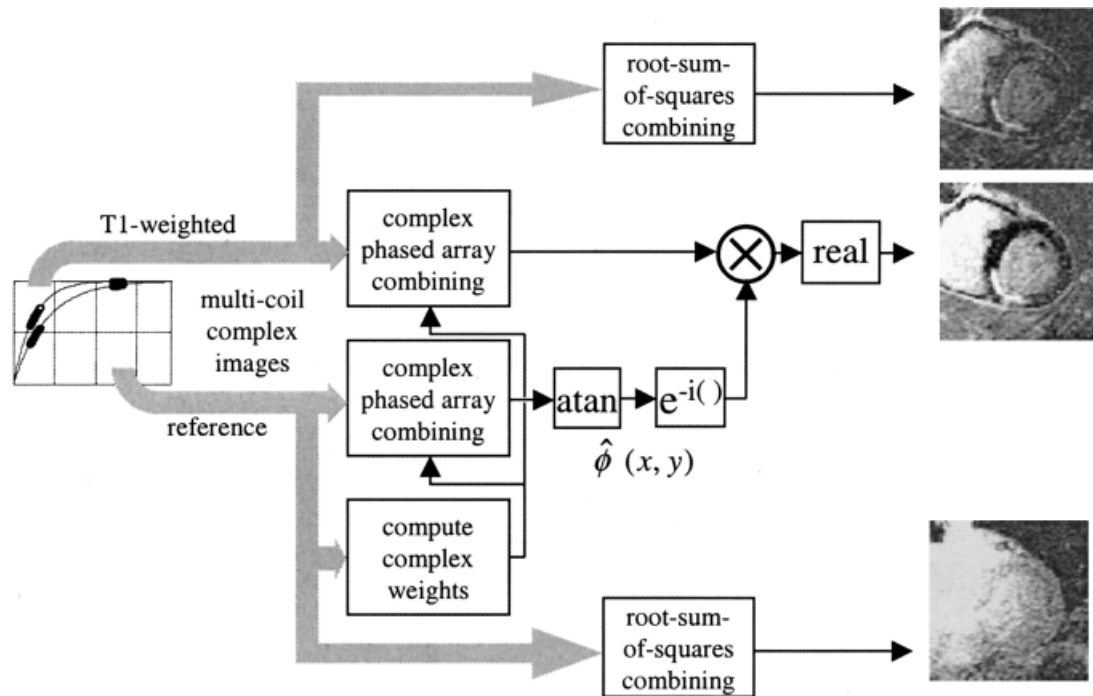 root-sum-
of-squares
combining
T1-weighted
complex
phased array
combining
real
multi-coil
complex
images
complex
phased array
combining
atan
e-i( )
reference
ϕ̂ (x, y)
compute
complex
weights
root-sum-
of-squares
combining